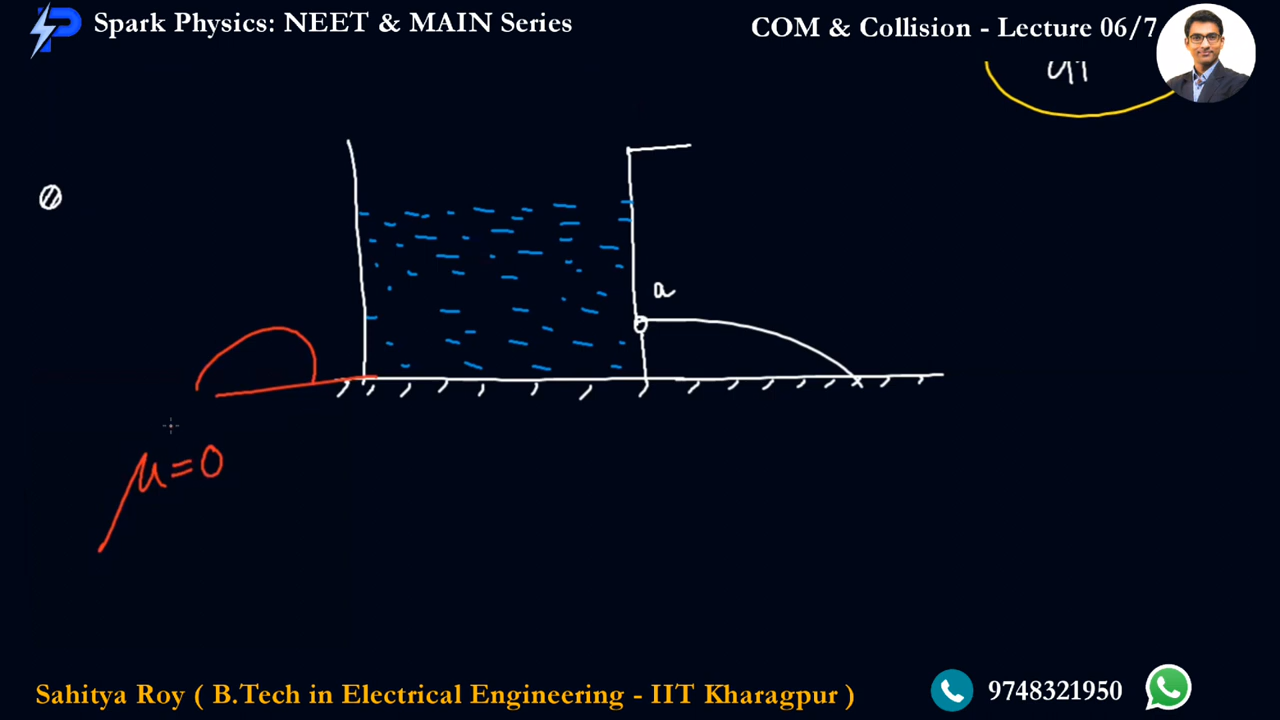 Spark Physics: NEET & MAIN Series
COM & Collision - Lecture 06/7
a
μ=0
Sahitya Roy ( B.Tech in Electrical Engineering - IIT Kharagpur )
9748321950